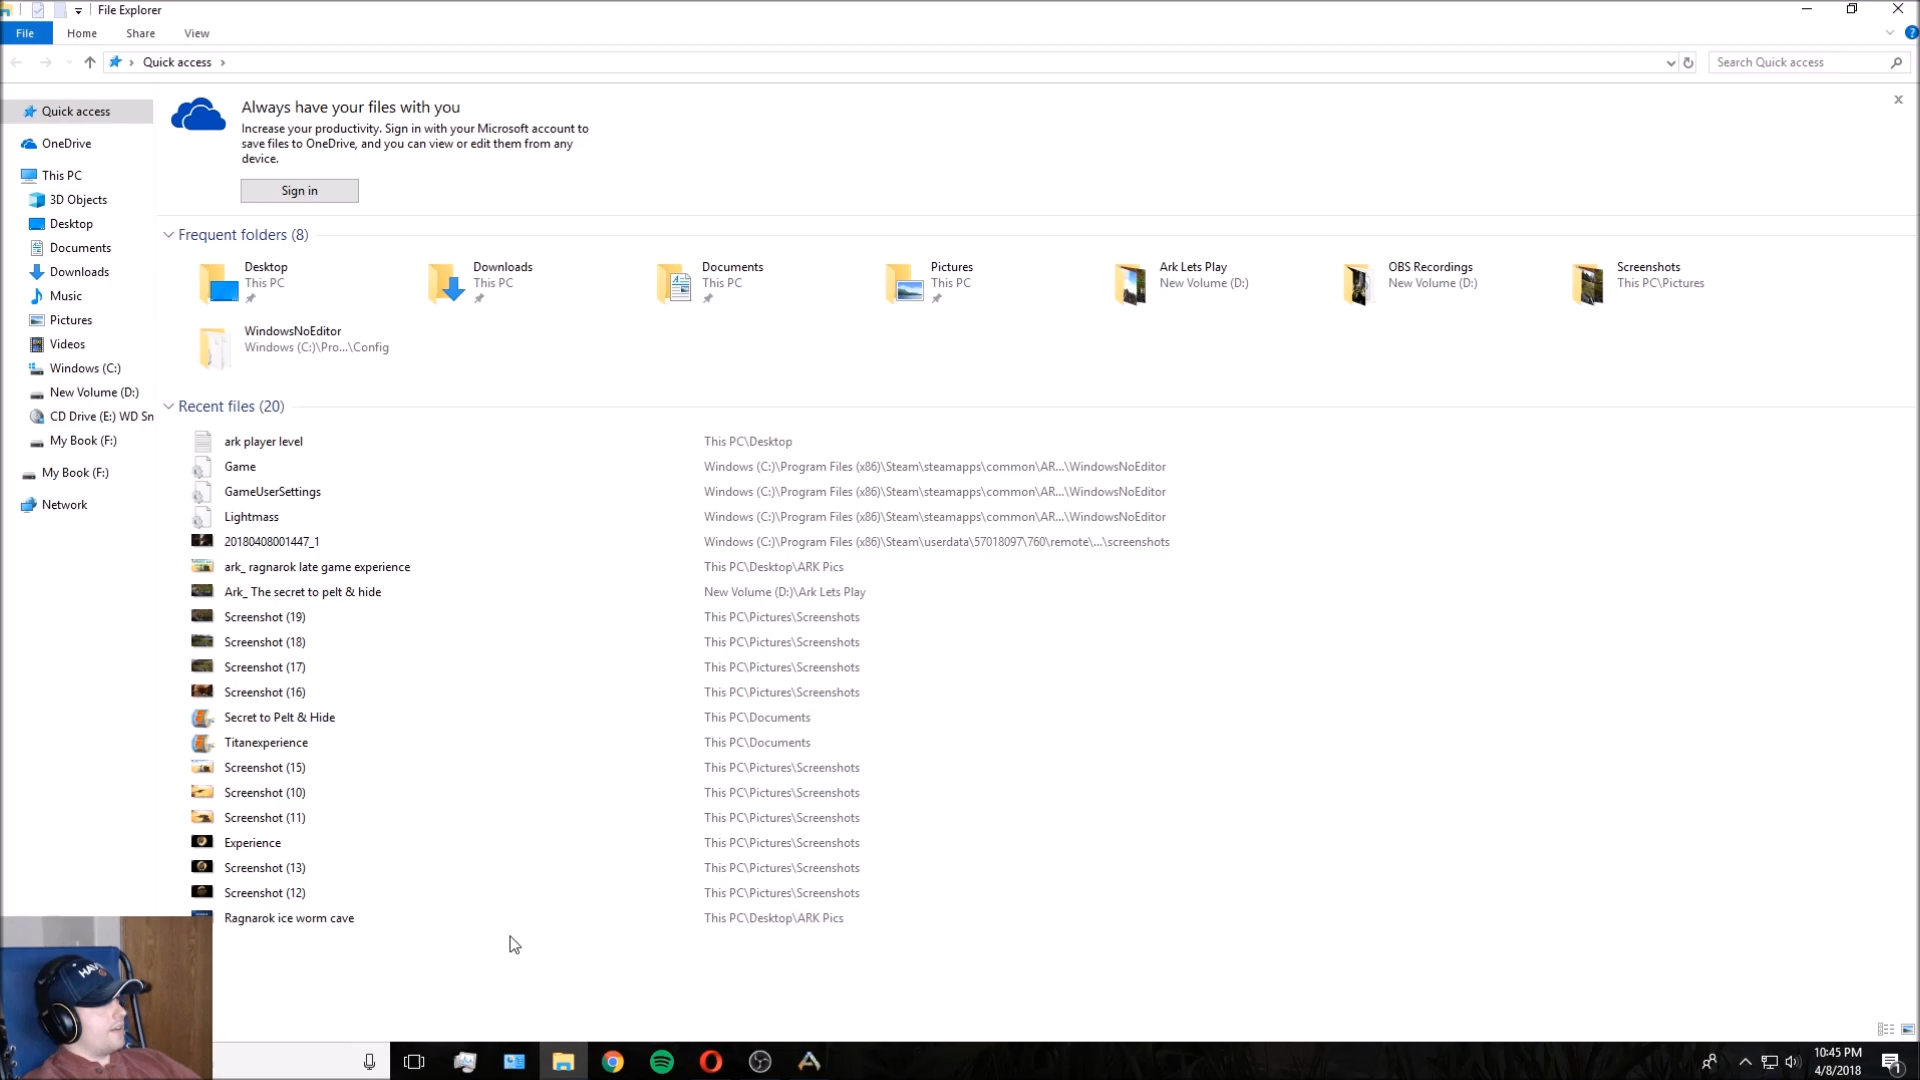 File Explorer
File Home Share View
Quick access
Search Quick access
Quick access
OneDrive
This PC
3D Objects
Desktop
Documents
Downloads
Music
Pictures
Videos
Windows (C:)
New Volume (D:)
CD Drive (E:) WD Sn
My Book (F:)
My Book (F:)
Network
Always have your files with you
Increase your productivity. Sign in with your Microsoft account to
save files to OneDrive, and you can view or edit them from any
device.
Sign in
Frequent folders (8)
Desktop
This PC
Downloads
This PC
Documents
This PC
Pictures
This PC
Ark Lets Play
New Volume (D:)
OBS Recordings
New Volume (D:)
Screenshots
This PC\Pictures
WindowsNoEditor
Windows (C:)\Pro...\Config
Recent files (20)
ark player level This PC\Desktop
Game Windows (C:)\Program Files (x86)\Steam\steamapps\common\AR...\WindowsNoEditor
GameUserSettings Windows (C:)\Program Files (x86)\Steam\steamapps\common\AR...\WindowsNoEditor
Lightmass Windows (C:)\Program Files (x86)\Steam\steamapps\common\AR...\WindowsNoEditor
20180408001447_1 Windows (C:)\Program Files (x86)\Steam\userdata\57018097\760\remote\...\screenshots
ark_ ragnarok late game experience This PC\Desktop\ARK Pics
Ark_ The secret to pelt & hide New Volume (D:)\Ark Lets Play
Screenshot (19) This PC\Pictures\Screenshots
Screenshot (18) This PC\Pictures\Screenshots
Screenshot (17) This PC\Pictures\Screenshots
Screenshot (16) This PC\Pictures\Screenshots
Secret to Pelt & Hide This PC\Documents
Titanexperience This PC\Documents
Screenshot (15) This PC\Pictures\Screenshots
Screenshot (10) This PC\Pictures\Screenshots
Screenshot (11) This PC\Pictures\Screenshots
Experience This PC\Pictures\Screenshots
Screenshot (13) This PC\Pictures\Screenshots
Screenshot (12) This PC\Pictures\Screenshots
Ragnarok ice worm cave This PC\Desktop\ARK Pics
10:45 PM
4/8/2018
1